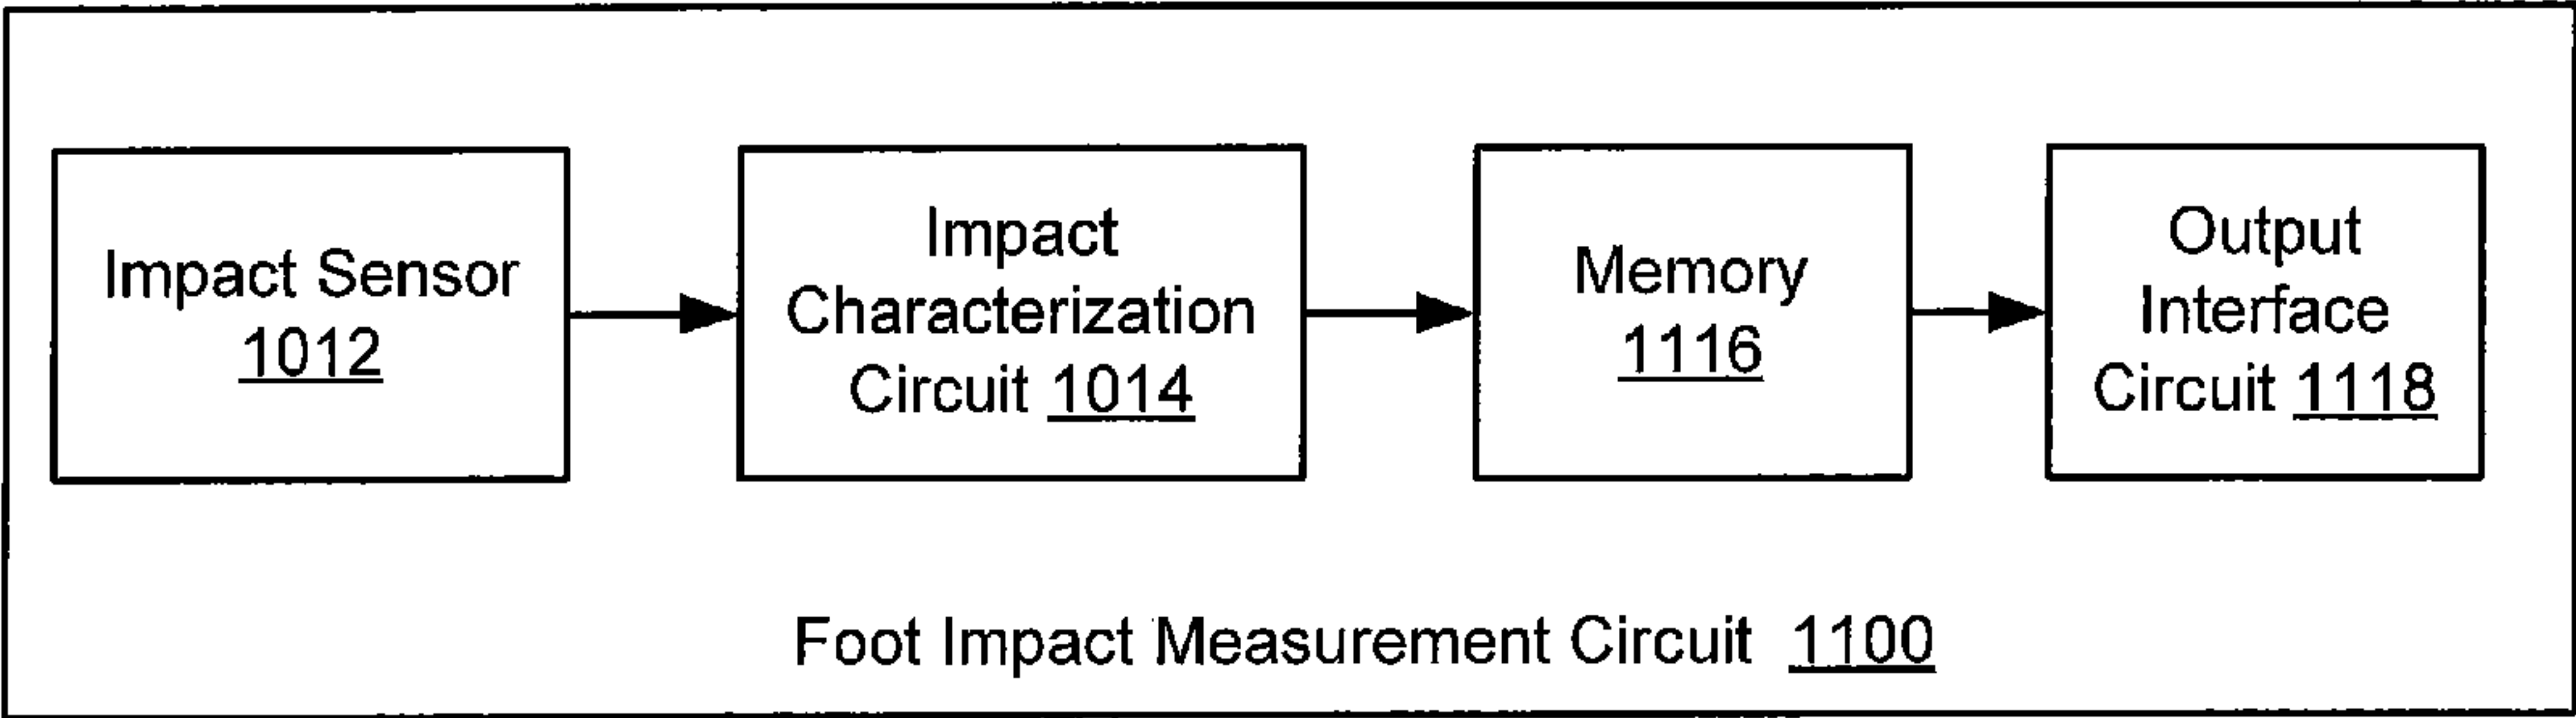 Impact Sensor
1012
Impact
Characterization
Circuit 1014
Memory
1116
Output
Interface
Circuit 1118
Foot Impact Measurement Circuit 1100